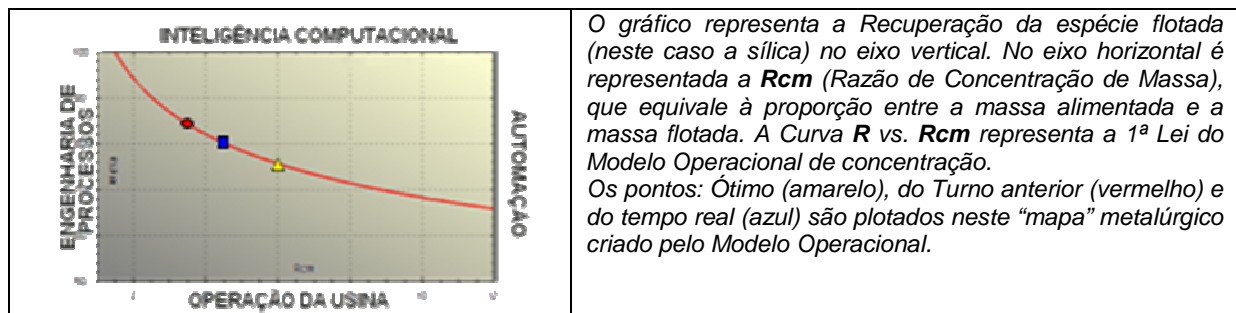 INTELIGÊNCIA COMPUTACIONAL
ENGENHARIA DE
PROCESSOS
AUTOMAÇÃO
100
Rcm
OPERAÇÃO DA USINA
O gráfico representa a Recuperação da espécie flotada
(neste caso a sílica) no eixo vertical. No eixo horizontal é
representada a Rcm (Razão de Concentração de Massa),
que equivale à proporção entre a massa alimentada e a
massa flotada. A Curva R vs. Rcm representa a 1ª Lei do
Modelo Operacional de concentração.
Os pontos: Ótimo (amarelo), do Turno anterior (vermelho) e
do tempo real (azul) são plotados neste “mapa” metalúrgico
criado pelo Modelo Operacional.